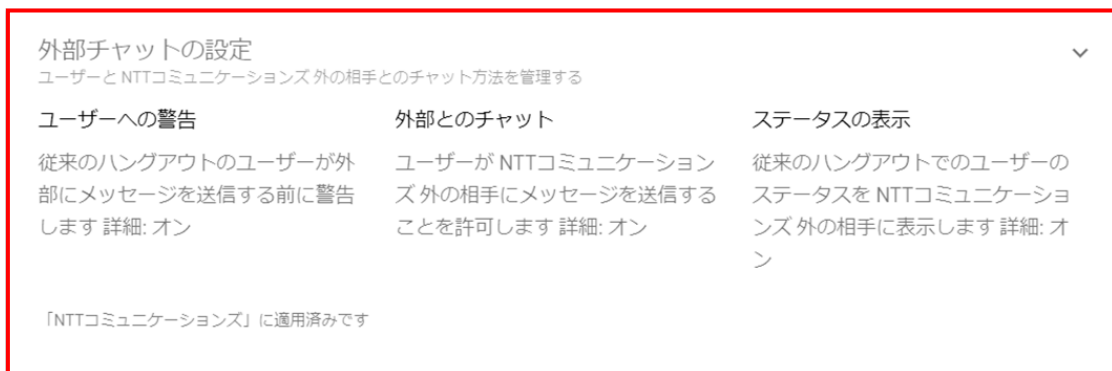 外部チャットの設定
ユーザーと NTTコミュニケーションズ 外の相手とのチャット方法を管理する
ユーザーへの警告
従来のハングアウトのユーザーが外
部にメッセージを送信する前に警告
します 詳細: オン
外部とのチャット
ユーザーが NTTコミュニケーション
ズ 外の相手にメッセージを送信する
ことを許可します 詳細: オン
ステータスの表示
従来のハングアウトでのユーザーの
ステータスを NTTコミュニケーショ
ンズ 外の相手に表示します 詳細: オ
ン
「NTTコミュニケーションズ」に適用済みです